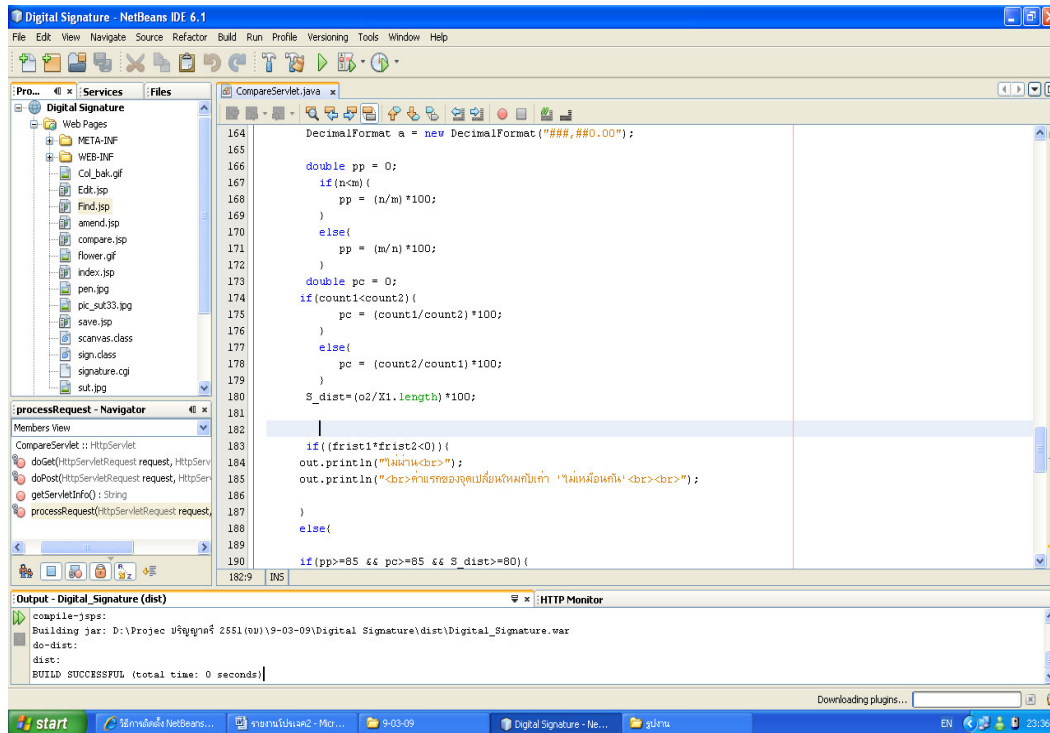 Digital Signature - NetBeans IDE 6.1
File Edit View Navigate Source Refactor Build Run Profile Versioning Tools Window Help
Pro... Services Files
Digital Signature
Web Pages
META-INF
WEB-INF
Col_bak.gif
Edit.jsp
Find.jsp
amend.jsp
compare.jsp
flower.gif
index.jsp
pen.jpg
pic_sut33.jpg
save.jsp
scanvas.class
sign.class
signature.cgi
sut.jpg
processRequest - Navigator
Members View
CompareServlet :: HttpServlet
doGet(HttpServletRequest request, HttpServ
doPost(HttpServletRequest request, HttpSer
getServletInfo() : String
processRequest(HttpServletRequest request,
CompareServlet.java
164 DecimalFormat a = new DecimalFormat("###,##0.00");
165
166 double pp = 0;
167 if(n<m){
168 pp = (n/m)*100;
169 }
170 else{
171 pp = (m/n)*100;
172 }
173 double pc = 0;
174 if(count1<count2){
175 pc = (count1/count2)*100;
176 }
177 else{
178 pc = (count2/count1)*100;
179 }
180 S_dist=(o2/X1.length)*100;
181
182
183 if((frist1*frist2<0)){
184 out.println("ไม่ผ่าน<br>");
185 out.println("<br>ค่าแรกของจุดเปลี่ยนใหมกับเก่า 'ไม่เหมือนกัน'<br><br>");
186
187 }
188 else{
189
190 if(pp>=85 && pc>=85 && S_dist>=80){
182:9 INS
Output - Digital_Signature (dist) HTTP Monitor
compile-jsps:
Building jar: D:\Projec ปริญญาตรี 2551(จบ)\9-03-09\Digital Signature\dist\Digital_Signature.war
do-dist:
dist:
BUILD SUCCESSFUL (total time: 0 seconds)
Downloading plugins...
start วิธีการติดตั้ง NetBeans... รายงานโปรเจค2 - Micr... 9-03-09 Digital Signature - Ne... รูปงาน EN 23:36